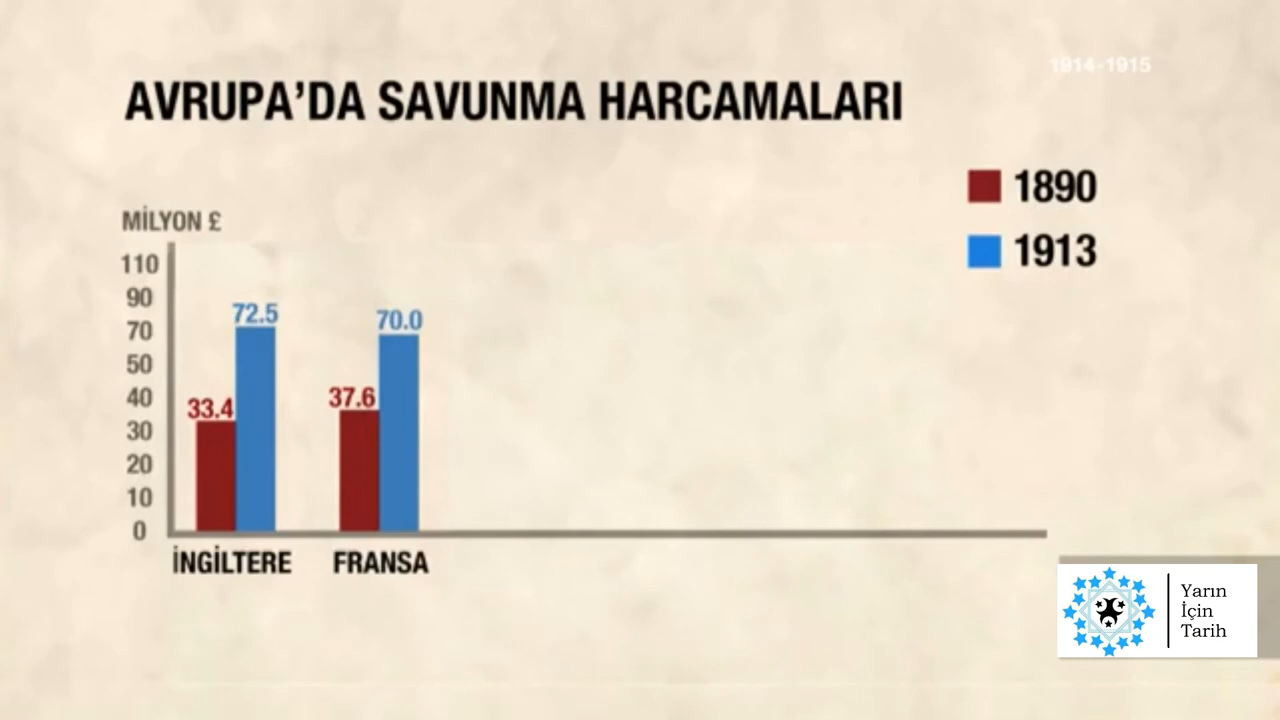 1914-1915
AVRUPA'DA SAVUNMA HARCAMALARI
1890
1913
MİLYON £
110
90
70
50
40
30
20
10
0
33.4
72.5
37.6
70.0
İNGİLTERE
FRANSA
Yarın
İçin
Tarih